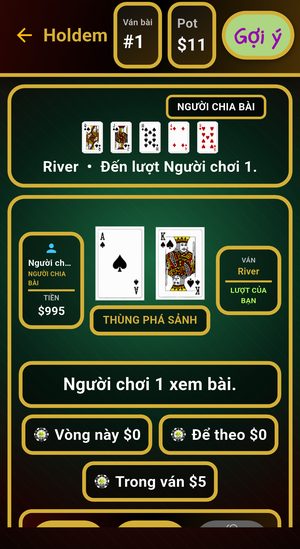 Holdem
Ván bài
#1
Pot
$11
Gợi ý
NGƯỜI CHIA BÀI
River • Đến lượt Người chơi 1.
Người ch...
NGƯỜI CHIA
BÀI
TIỀN
$995
A
A
K
K
VÁN
River
LƯỢT CỦA
BẠN
THÙNG PHÁ SẢNH
Người chơi 1 xem bài.
Vòng này $0
Để theo $0
Trong ván $5